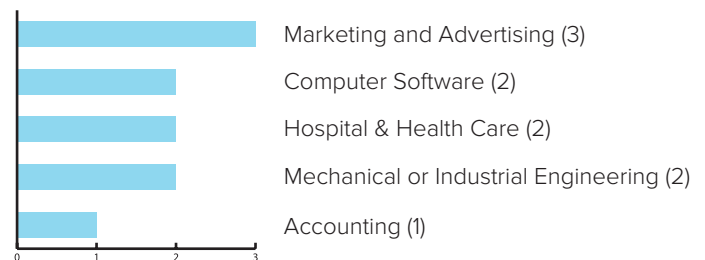 Marketing and Advertising (3)
Computer Software (2)
Hospital & Health Care (2)
Mechanical or Industrial Engineering (2)
Accounting (1)
0 1 2 3